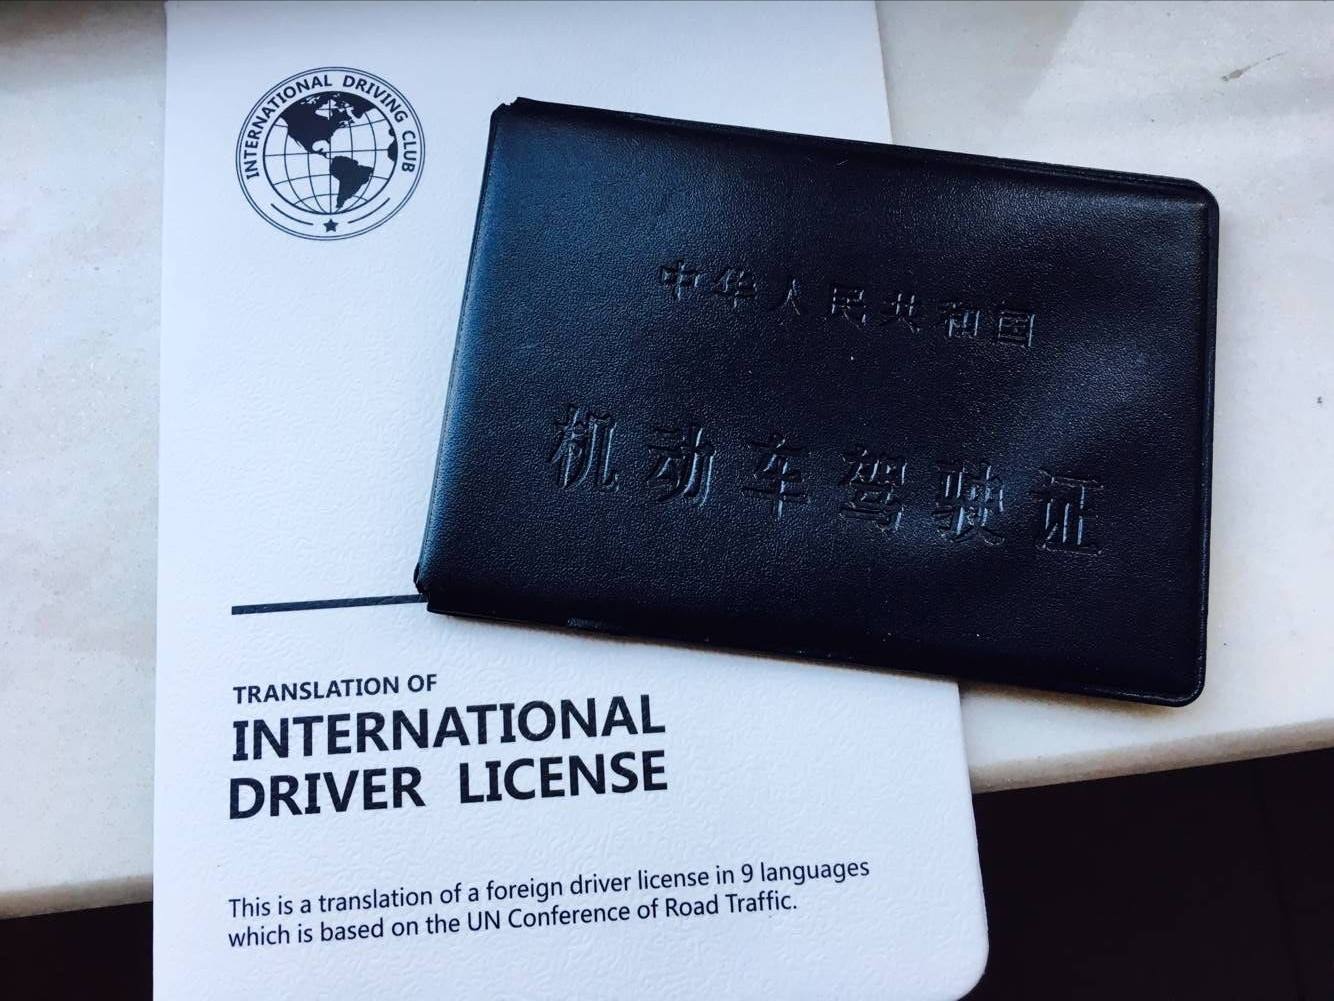 INTERNATIONAL DRIVING CLUB
中华人民共和国
机动车驾驶证
TRANSLATION OF
INTERNATIONAL
DRIVER LICENSE
This is a translation of a foreign driver license in 9 languages
which is based on the UN Conference of Road Traffic.